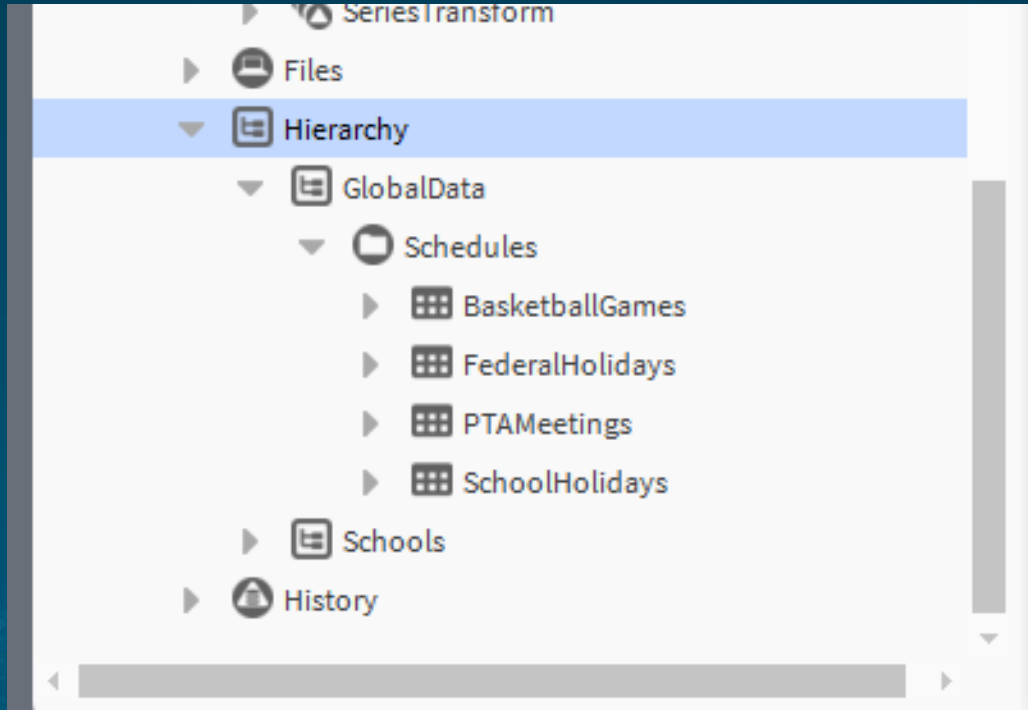 SeriesTransform
Files
Hierarchy
GlobalData
Schedules
BasketballGames
FederalHolidays
PTAMeetings
SchoolHolidays
Schools
History